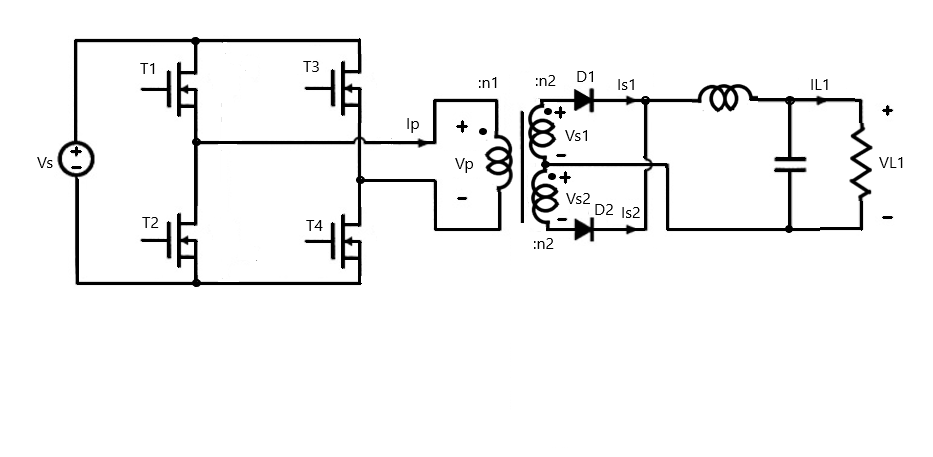 T1
T3
Vs
T2
T4
Ip
:n1
+
Vp
-
:n2
D1
Is1
IL1
+
Vs1
-
+
Vs2
-
D2
Is2
:n2
+
VL1
-
+
-